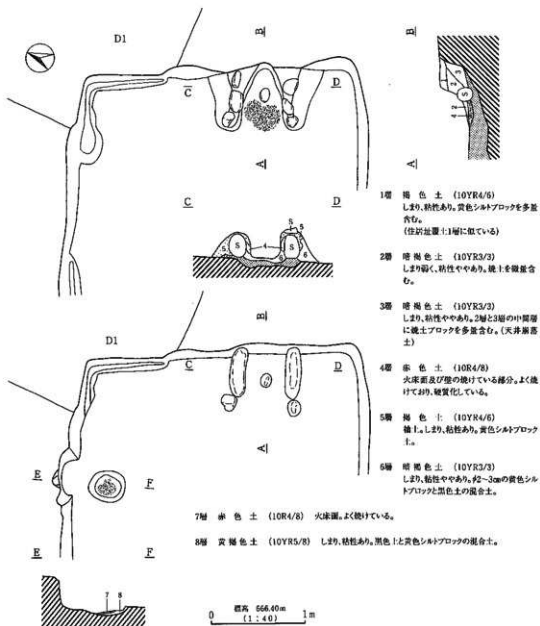 D1
B
C
D
A
B
A
C
D
S
S
S
4
5
5
6
6
3
2
1
S
2
4
1層 褐色土 (10YR4/6)
しまり、粘性あり。黄色シルトブロックを多量
含む。
(住居址覆土1層に似ている)
2層 暗褐色土 (10YR3/3)
しまり弱く、粘性ややあり。焼土を微量含
む。
3層 暗褐色土 (10YR3/3)
しまり、粘性ややあり。2層と3層の中間層
に焼土ブロックを多量含む。(天井崩落
土)
4層 赤色土 (10R4/8)
火床面及び壁の焼けている部分。よく焼
けており、硬質化している。
5層 褐色土 (10YR4/6)
袖土。しまり、粘性あり。黄色シルトブロック
土。
6層 暗褐色土 (10YR3/3)
しまり、粘性ややあり。φ2〜3cmの黄色シル
トブロックと黒色土の混合土。
D1
B
C
D
A
E
F
7層 赤色土 (10R4/8) 火床面。よく焼けている。
8層 黄褐色土 (10YR5/8) しまり、粘性あり。黒色土と黄色シルトブロックの混合土。
E
F
7
8
標高 566.40m
0 (1:40) 1m